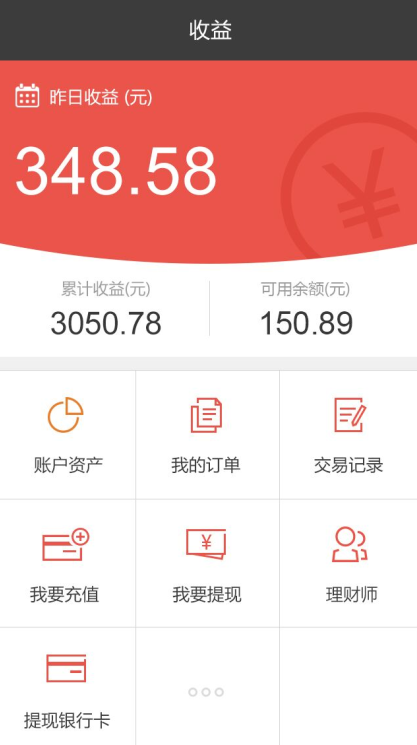 收益
昨日收益 (元)
348.58
¥
累计收益(元) 可用余额(元)
3050.78 150.89
账户资产 我的订单 交易记录
¥
我要充值 我要提现 理财师
提现银行卡